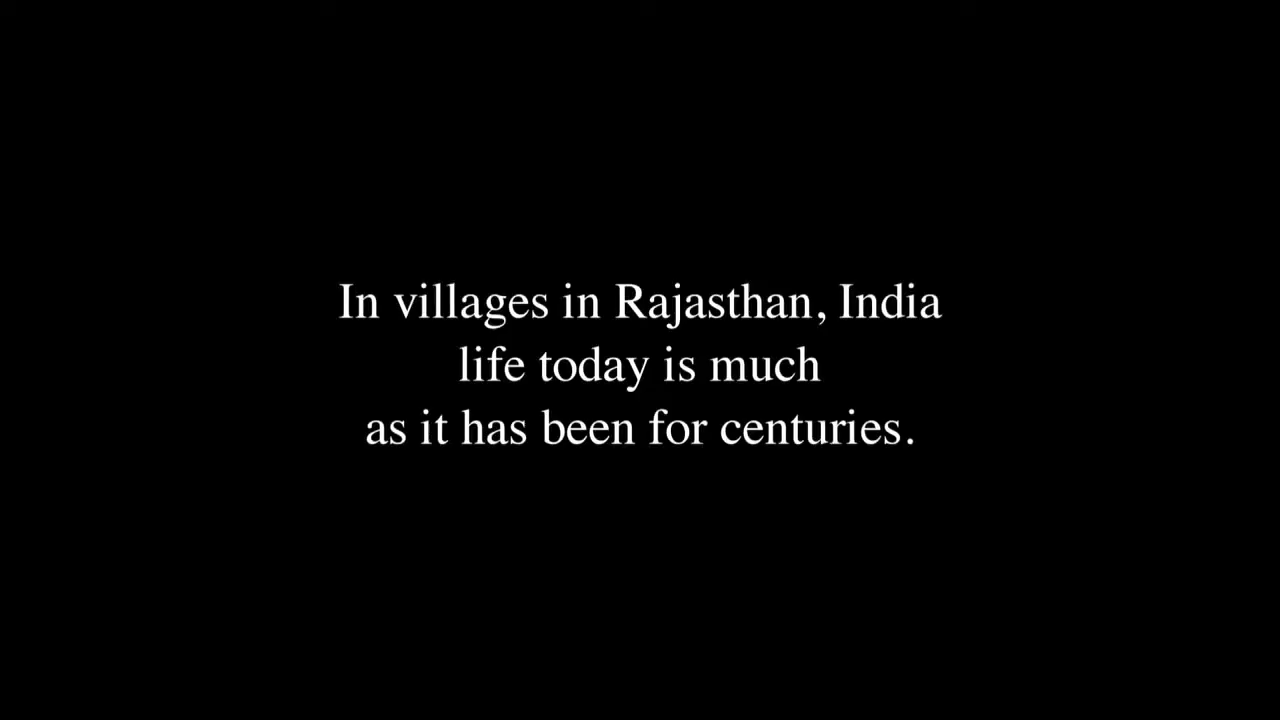 In villages in Rajasthan, India
life today is much
as it has been for centuries.